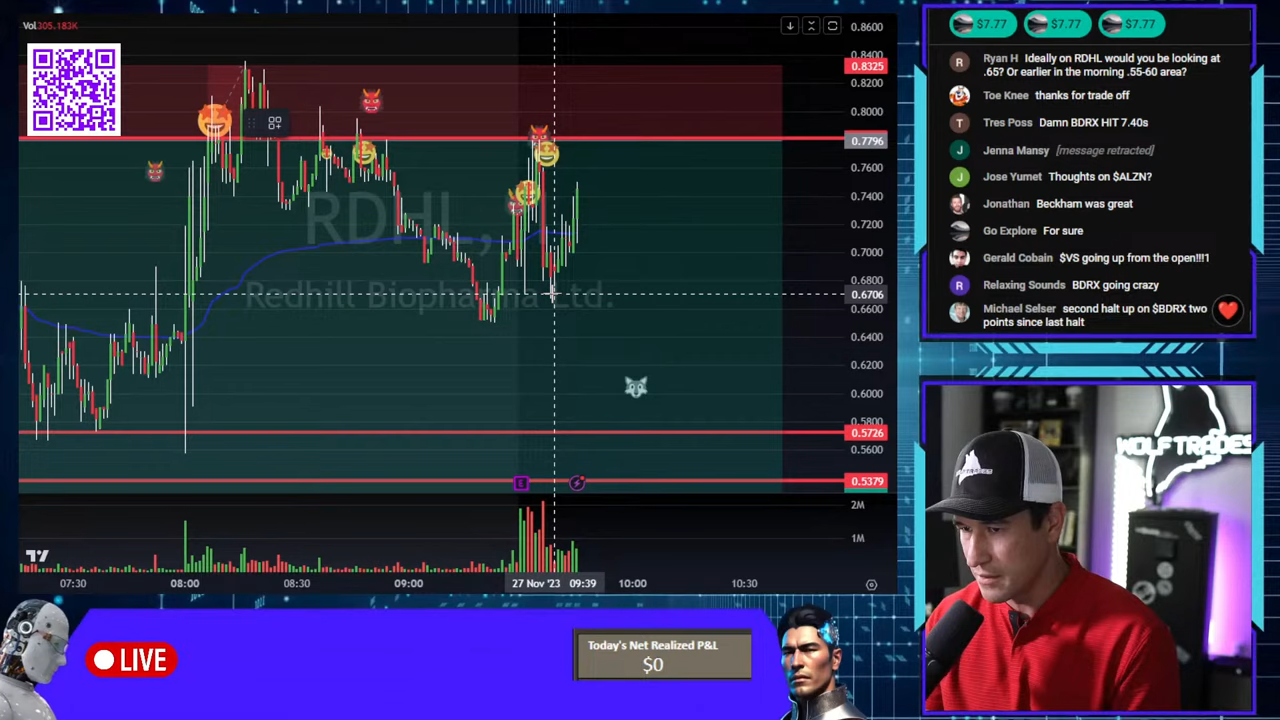 Vol.305.183K
RDHL, 1
Redhill Biopharma Ltd.
0.8600
0.8400
0.8325
0.8200
0.8000
0.7796
0.7600
0.7400
0.7200
0.7000
0.6800
0.6706
0.6600
0.6400
0.6200
0.6000
0.5800
0.5726
0.5600
0.5379
2M
1M
E
07:30
08:00
08:30
09:00
27 Nov '23 09:39
10:00
10:30
LIVE
Today's Net Realized P&L
$0
$7.77
$7.77
$7.77
R
Ryan H Ideally on RDHL would you be looking at
.65? Or earlier in the morning .55-60 area?
Toe Knee thanks for trade off
T
Tres Poss Damn BDRX HIT 7.40s
J
Jenna Mansy [message retracted]
J
Jose Yumet Thoughts on $ALZN?
Jonathan Beckham was great
Go Explore For sure
Gerald Cobain $VS going up from the open!!!1
R
Relaxing Sounds BDRX going crazy
Michael Selser second halt up on $BDRX two
points since last halt
WOLF TRADES